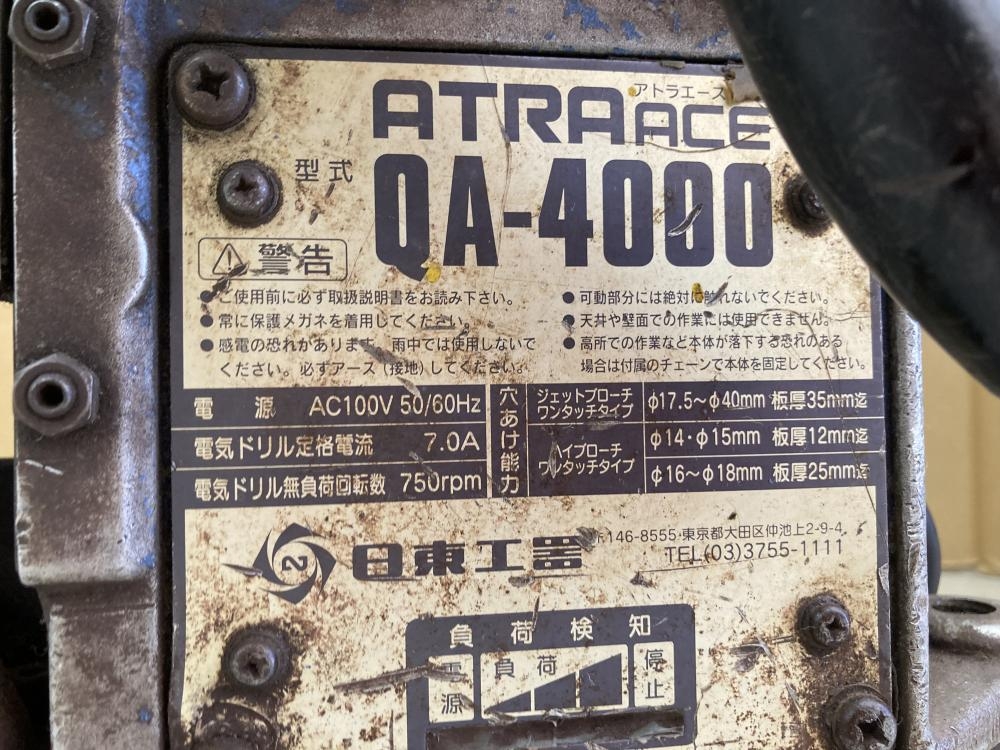 アトラエース
ATRA ACE
型式 QA-4000
警告
●ご使用前に必ず取扱説明書をお読み下さい。
●常に保護メガネを着用してください。
●感電の恐れがあります。雨中では使用しないで
ください。必ずアース(接地)してください。
●可動部分には絶対に触れないでください。
●天井や壁面での作業には使用できません。
●高所での作業など本体が落下する恐れのある
場合は付属のチェーンで本体を固定してください。
電源 AC100V 50/60Hz
電気ドリル定格電流 7.0A
電気ドリル無負荷回転数 750rpm
穴あけ能力
ジェットブローチ
ワンタッチタイプ
φ17.5~φ40mm 板厚35mm迄
ハイブローチ
ワンタッチタイプ
φ14・φ15mm 板厚12mm迄
φ16~φ18mm 板厚25mm迄
2 日東工器
〒146-8555・東京都大田区仲池上2-9-4
TEL(03)3755-1111
負荷検知
電源 負荷 停止